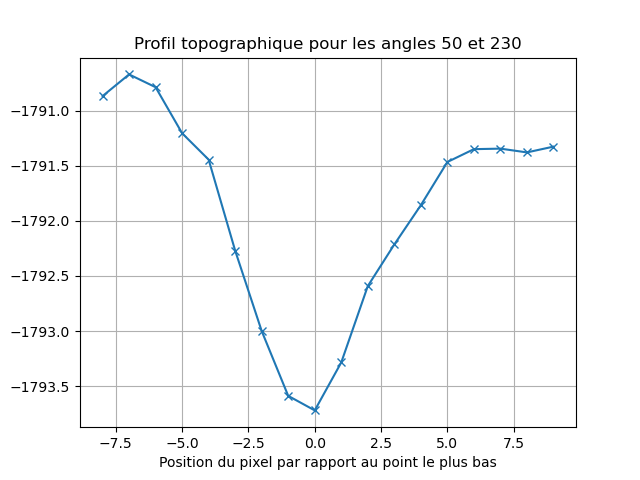 Profil topographique pour les angles 50 et 230
−1791.0
−1791.5
−1792.0
−1792.5
−1793.0
−1793.5
−7.5 −5.0 −2.5 0.0 2.5 5.0 7.5
Position du pixel par rapport au point le plus bas